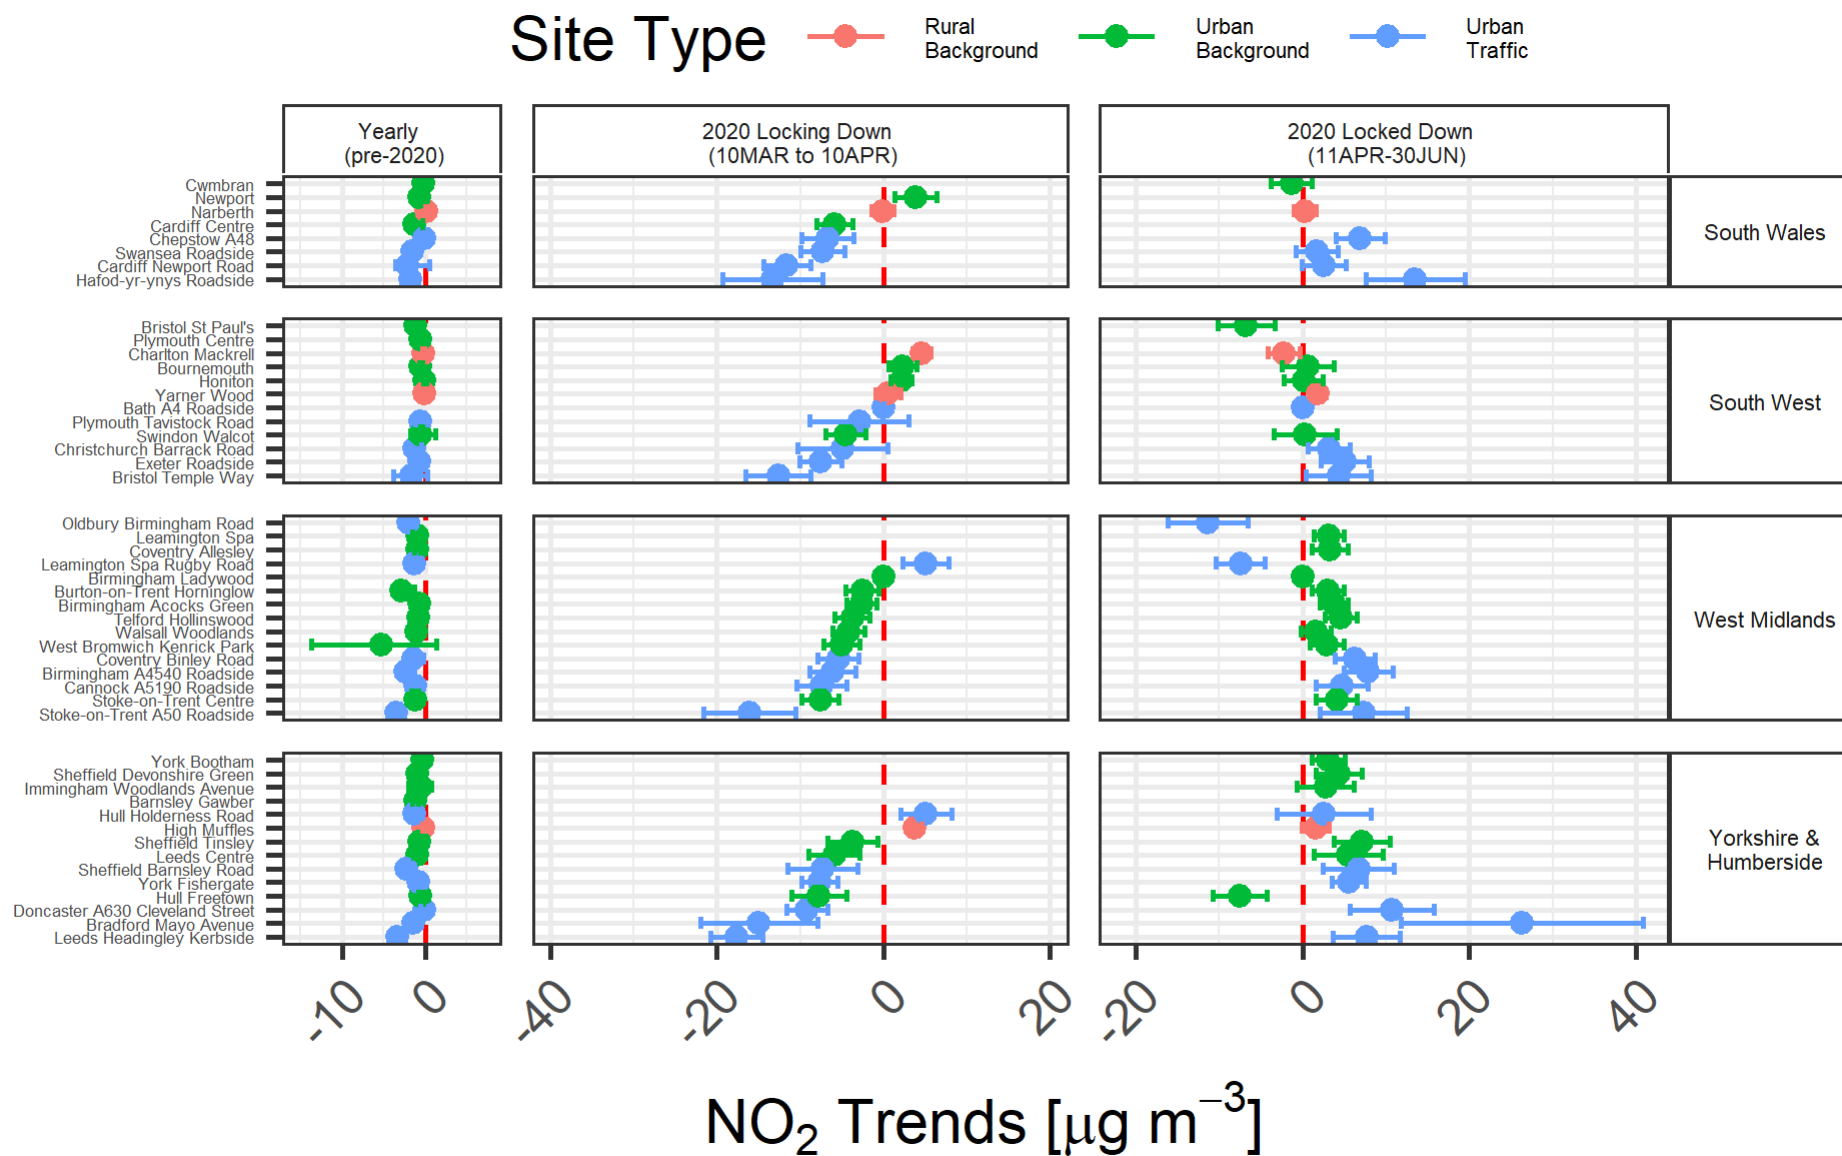 Site Type
Rural
Background
Urban
Background
Urban
Traffic
Yearly
(pre-2020)
2020 Locking Down
(10MAR to 10APR)
2020 Locked Down
(11APR-30JUN)
Cwmbran
Newport
Narberth
Cardiff Centre
Chepstow A48
Swansea Roadside
Cardiff Newport Road
Hafod-yr-ynys Roadside
South Wales
Bristol St Paul's
Plymouth Centre
Charlton Mackrell
Bournemouth
Honiton
Yarner Wood
Bath A4 Roadside
Plymouth Tavistock Road
Swindon Walcot
Christchurch Barrack Road
Exeter Roadside
Bristol Temple Way
South West
Oldbury Birmingham Road
Leamington Spa
Coventry Allesley
Leamington Spa Rugby Road
Birmingham Ladywood
Burton-on-Trent Horninglow
Birmingham Acocks Green
Telford Hollinswood
Walsall Woodlands
West Bromwich Kenrick Park
Coventry Binley Road
Birmingham A4540 Roadside
Cannock A5190 Roadside
Stoke-on-Trent Centre
Stoke-on-Trent A50 Roadside
West Midlands
York Bootham
Sheffield Devonshire Green
Immingham Woodlands Avenue
Barnsley Gawber
Hull Holderness Road
High Muffles
Sheffield Tinsley
Leeds Centre
Sheffield Barnsley Road
York Fishergate
Hull Freetown
Doncaster A630 Cleveland Street
Bradford Mayo Avenue
Leeds Headingley Kerbside
Yorkshire &
Humberside
-10 0 -40 -20 0 20 -20 0 20 40
NO₂ Trends [μg m⁻³]